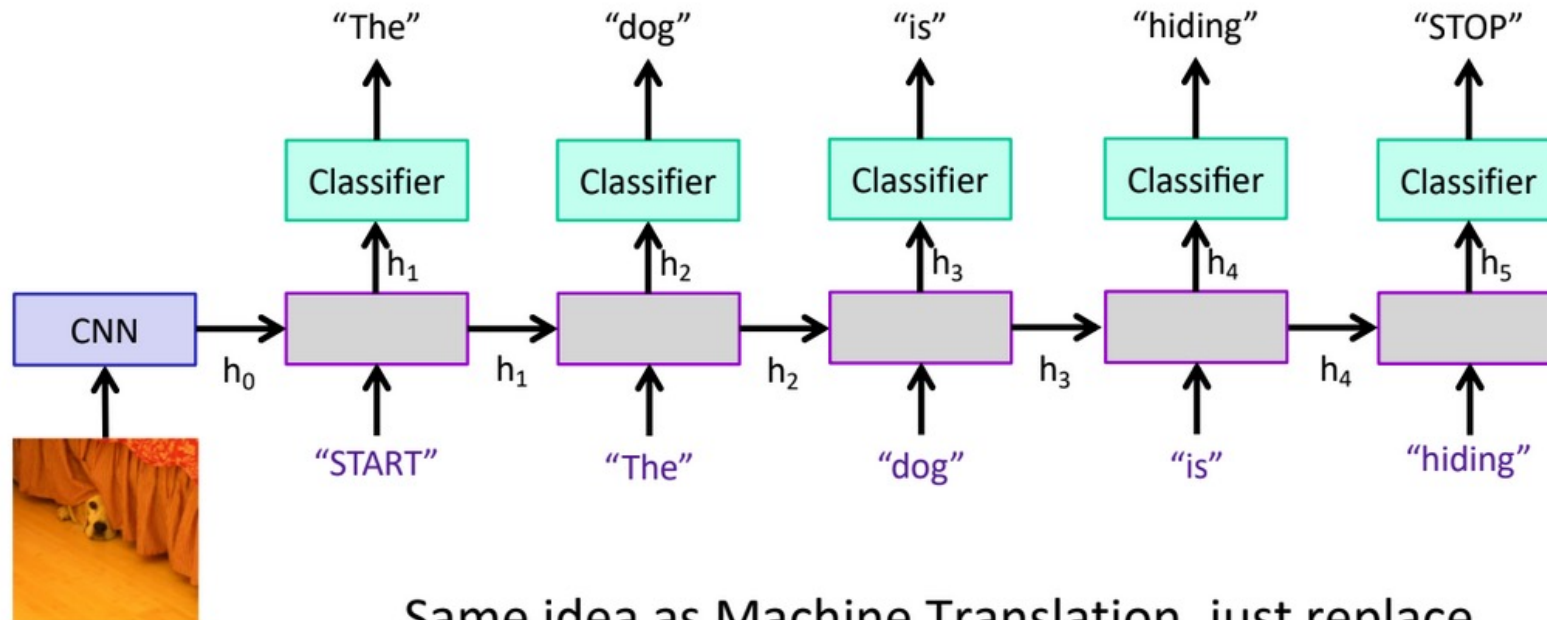 “The” “dog” “is” “hiding” “STOP”
Classifier Classifier Classifier Classifier Classifier
h₁ h₂ h₃ h₄ h₅
CNN
h₀ h₁ h₂ h₃ h₄
“START” “The” “dog” “is” “hiding”
Same idea as Machine Translation, just replace